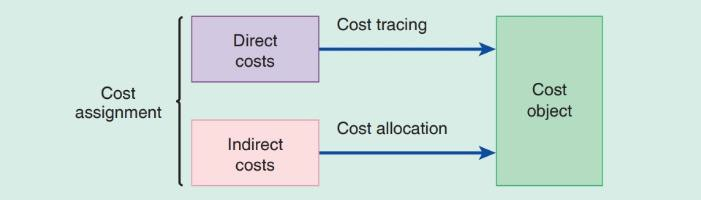 Cost
assignment
Direct
costs
Cost tracing
Indirect
costs
Cost allocation
Cost
object